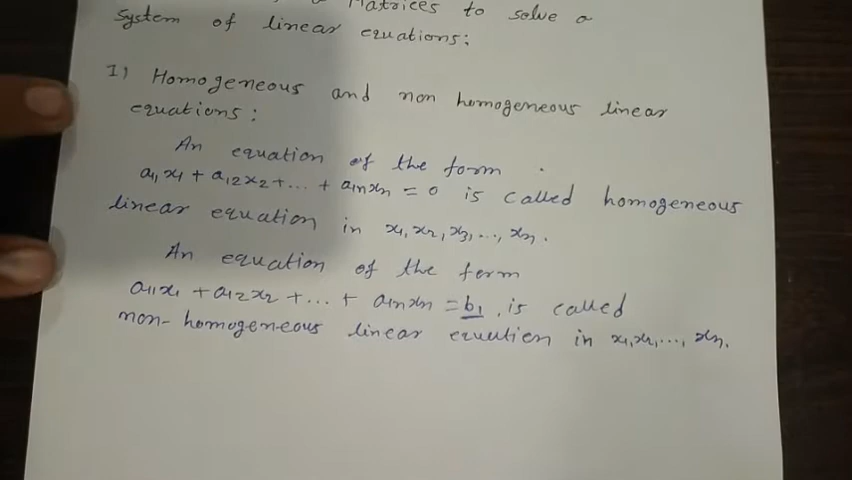 Matrices to solve a
system of linear equations:
I) Homogeneous and non homogeneous linear
equations:
An equation of the form
a₁₁x₁ + a₁₂x₂ + ... + a₁ₙxₙ = 0 is called homogeneous
linear equation in x₁, x₂, x₃, ..., xₙ.
An equation of the form
a₁₁x₁ + a₁₂x₂ + ... + a₁ₙxₙ = b₁, is called
non-homogeneous linear equation in x₁, x₂, ..., xₙ.